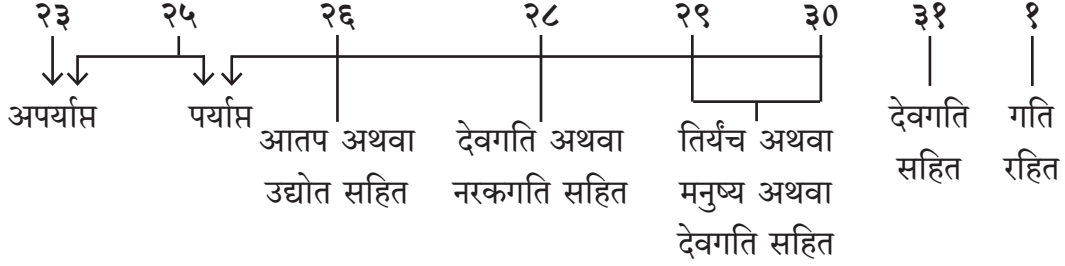 २३ २५ २६ २८ २९ ३० ३१ १
अपर्याप्त पर्याप्त आतप अथवा देवगति अथवा तिर्यंच अथवा देवगति गति
उद्योत सहित नरकगति सहित मनुष्य अथवा सहित रहित
देवगति सहित